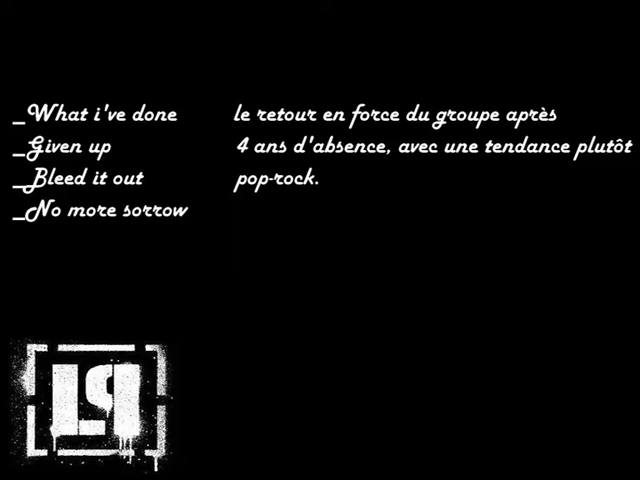 _What i've done
_Given up
_Bleed it out
_No more sorrow
le retour en force du groupe après
4 ans d'absence, avec une tendance plutôt
pop-rock.
LP